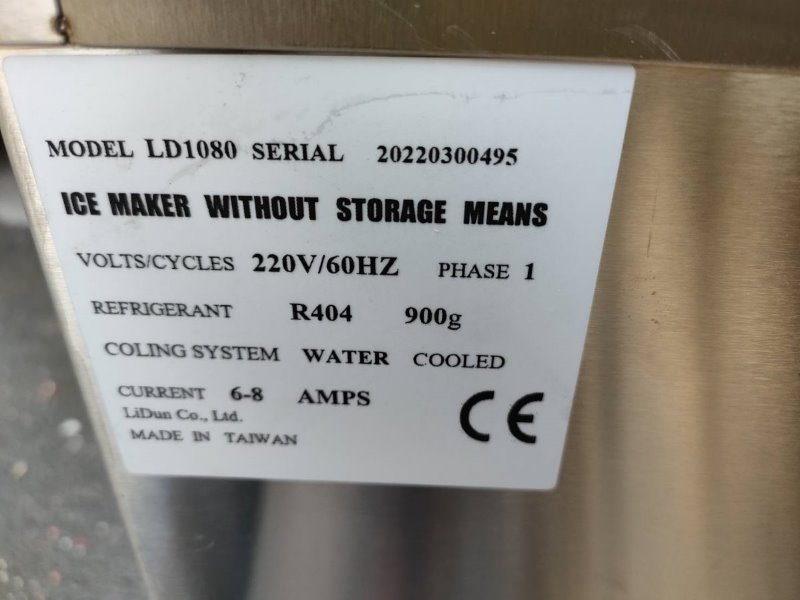 MODEL LD1080 SERIAL 20220300495
ICE MAKER WITHOUT STORAGE MEANS
VOLTS/CYCLES 220V/60HZ PHASE 1
REFRIGERANT R404 900g
COLING SYSTEM WATER COOLED
CURRENT 6-8 AMPS
LiDun Co., Ltd.
MADE IN TAIWAN
CE